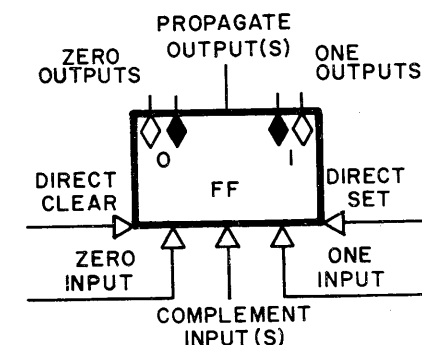 PROPAGATE
OUTPUT(S)
ZERO
OUTPUTS
ONE
OUTPUTS
0
1
FF
DIRECT
CLEAR
DIRECT
SET
ZERO
INPUT
ONE
INPUT
COMPLEMENT
INPUT(S)